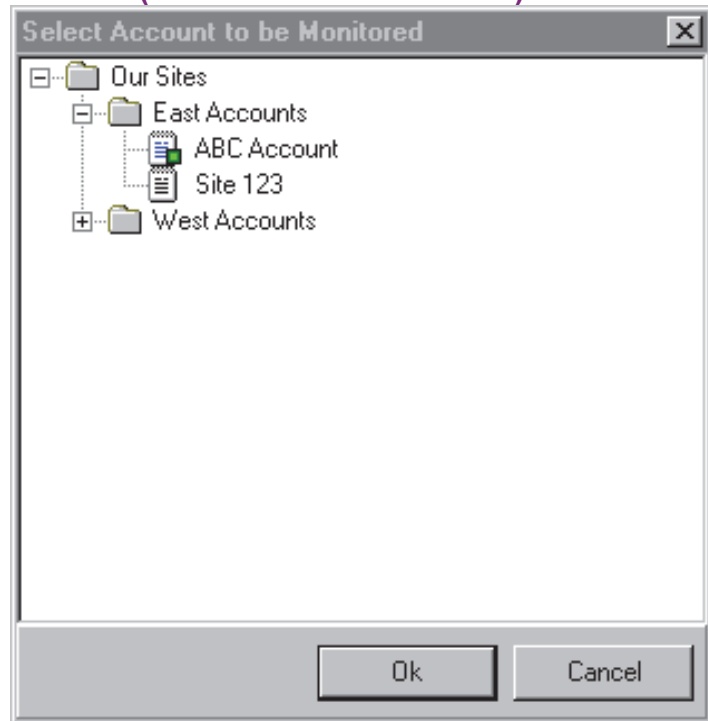 Select Account to be Monitored
Our Sites
East Accounts
ABC Account
Site 123
West Accounts
Ok Cancel